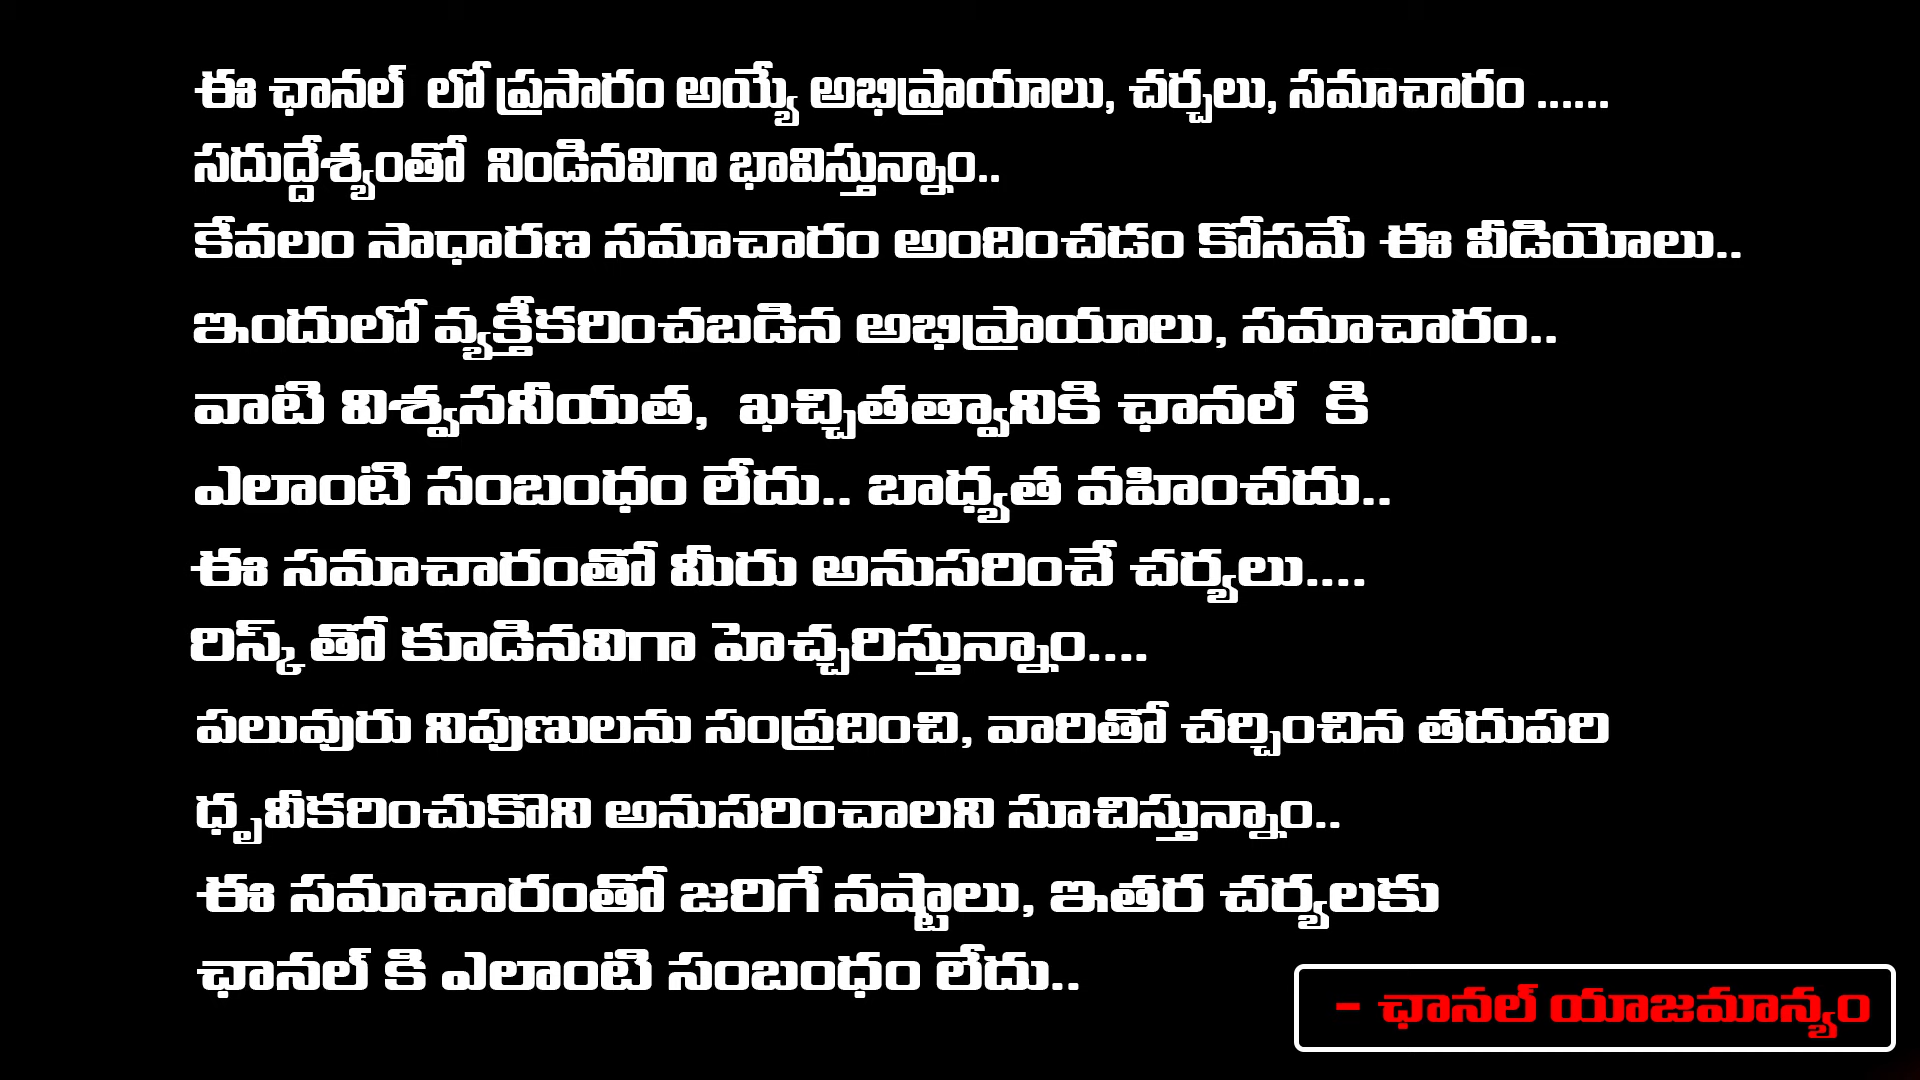 ఈ ఛానల్ లో ప్రసారం అయ్యే అభిప్రాయాలు, చర్చలు, సమాచారం ......
సదుద్దేశ్యంతో నిండినవిగా భావిస్తున్నాం..
కేవలం సాధారణ సమాచారం అందించడం కోసమే ఈ వీడియోలు..
ఇందులో వ్యక్తీకరించబడిన అభిప్రాయాలు, సమాచారం..
వాటి విశ్వసనీయత, ఖచ్చితత్వానికి ఛానల్ కి
ఎలాంటి సంబంధం లేదు.. బాధ్యత వహించదు..
ఈ సమాచారంతో మీరు అనుసరించే చర్యలు....
రిస్క్ తో కూడినవిగా హెచ్చరిస్తున్నాం....
పలువురు నిపుణులను సంప్రదించి, వారితో చర్చించిన తదుపరి
ధృవీకరించుకొని అనుసరించాలని సూచిస్తున్నాం..
ఈ సమాచారంతో జరిగే నష్టాలు, ఇతర చర్యలకు
ఛానల్ కి ఎలాంటి సంబంధం లేదు..
- ఛానల్ యాజమాన్యం